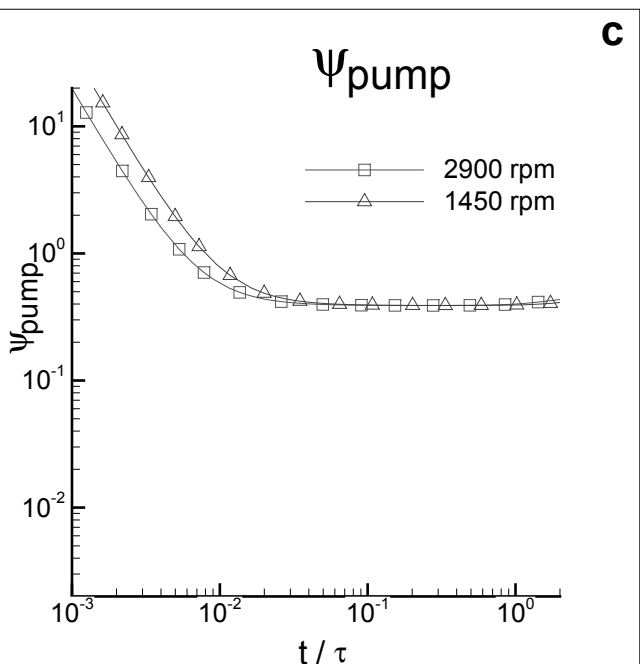 c
Ψpump
2900 rpm
1450 rpm
10¹
10⁰
10⁻¹
10⁻²
Ψpump
10⁻³ 10⁻² 10⁻¹ 10⁰
t / τ